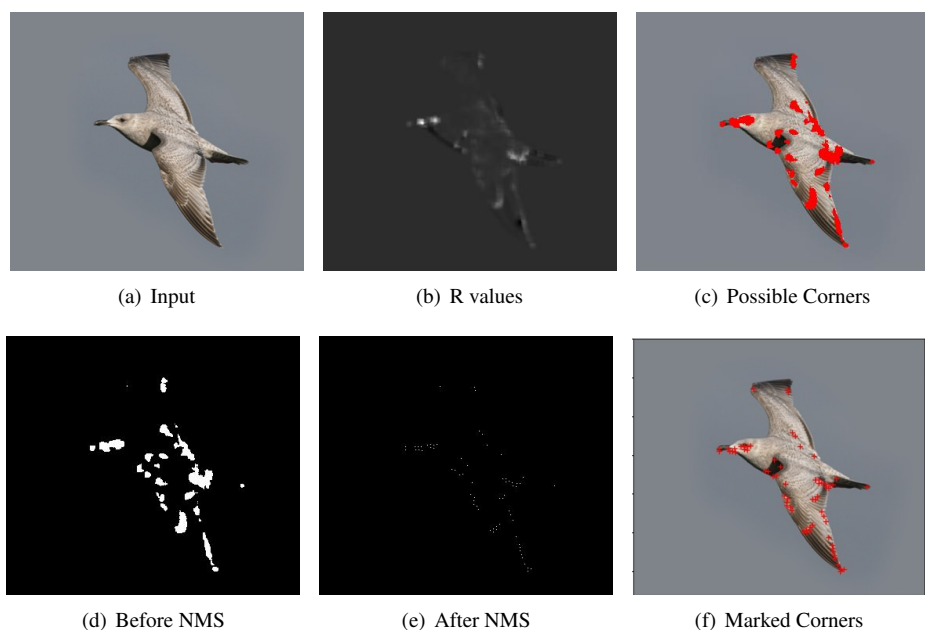 (a) Input
(b) R values
(c) Possible Corners
(d) Before NMS
(e) After NMS
(f) Marked Corners